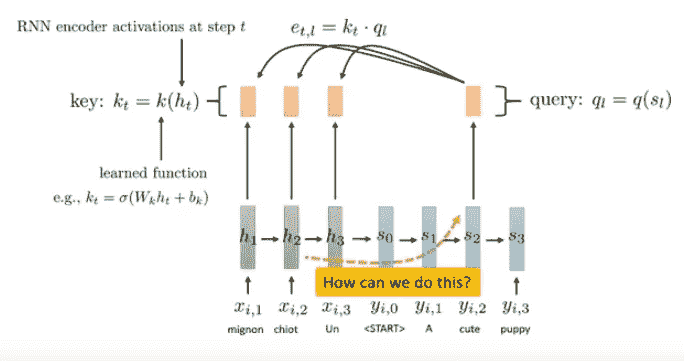 RNN encoder activations at step t
e_{t,l} = k_t · q_l
key: k_t = k(h_t)
query: q_l = q(s_l)
learned function
e.g., k_t = σ(W_k h_t + b_k)
h_1 h_2 h_3 s_0 s_1 s_2 s_3
How can we do this?
x_{i,1} x_{i,2} x_{i,3} y_{i,0} y_{i,1} y_{i,2} y_{i,3}
mignon chiot Un <START> A cute puppy